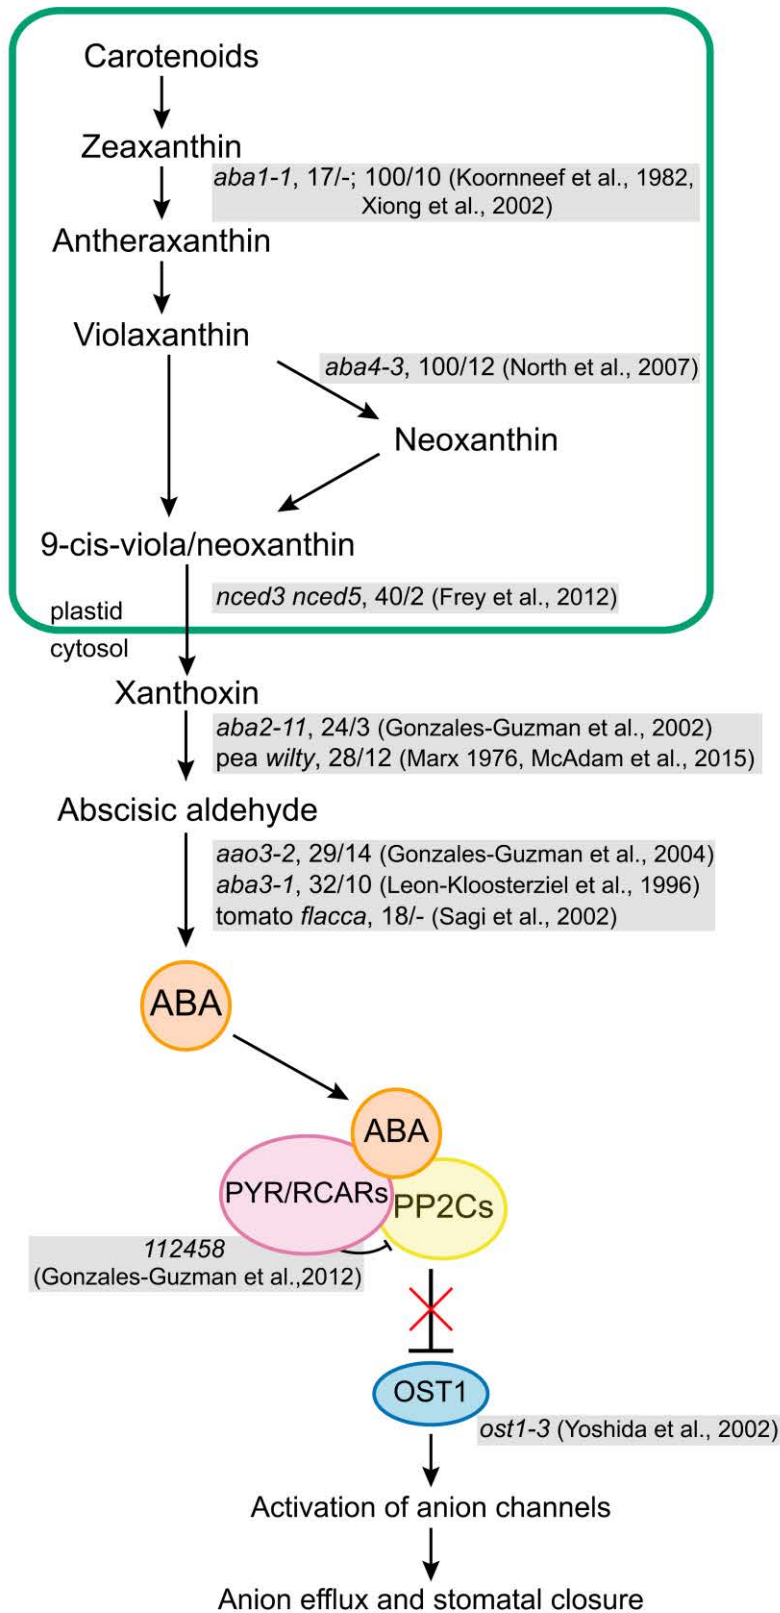 Carotenoids
Zeaxanthin
aba1-1, 17/-; 100/10 (Koornneef et al., 1982,
Xiong et al., 2002)
Antheraxanthin
Violaxanthin
aba4-3, 100/12 (North et al., 2007)
Neoxanthin
9-cis-viola/neoxanthin
nced3 nced5, 40/2 (Frey et al., 2012)
plastid
cytosol
Xanthoxin
aba2-11, 24/3 (Gonzales-Guzman et al., 2002)
pea wilty, 28/12 (Marx 1976, McAdam et al., 2015)
Abscisic aldehyde
aao3-2, 29/14 (Gonzales-Guzman et al., 2004)
aba3-1, 32/10 (Leon-Kloosterziel et al., 1996)
tomato flacca, 18/- (Sagi et al., 2002)
ABA
ABA
PYR/RCARs
PP2Cs
112458
(Gonzales-Guzman et al.,2012)
OST1
ost1-3 (Yoshida et al., 2002)
Activation of anion channels
Anion efflux and stomatal closure